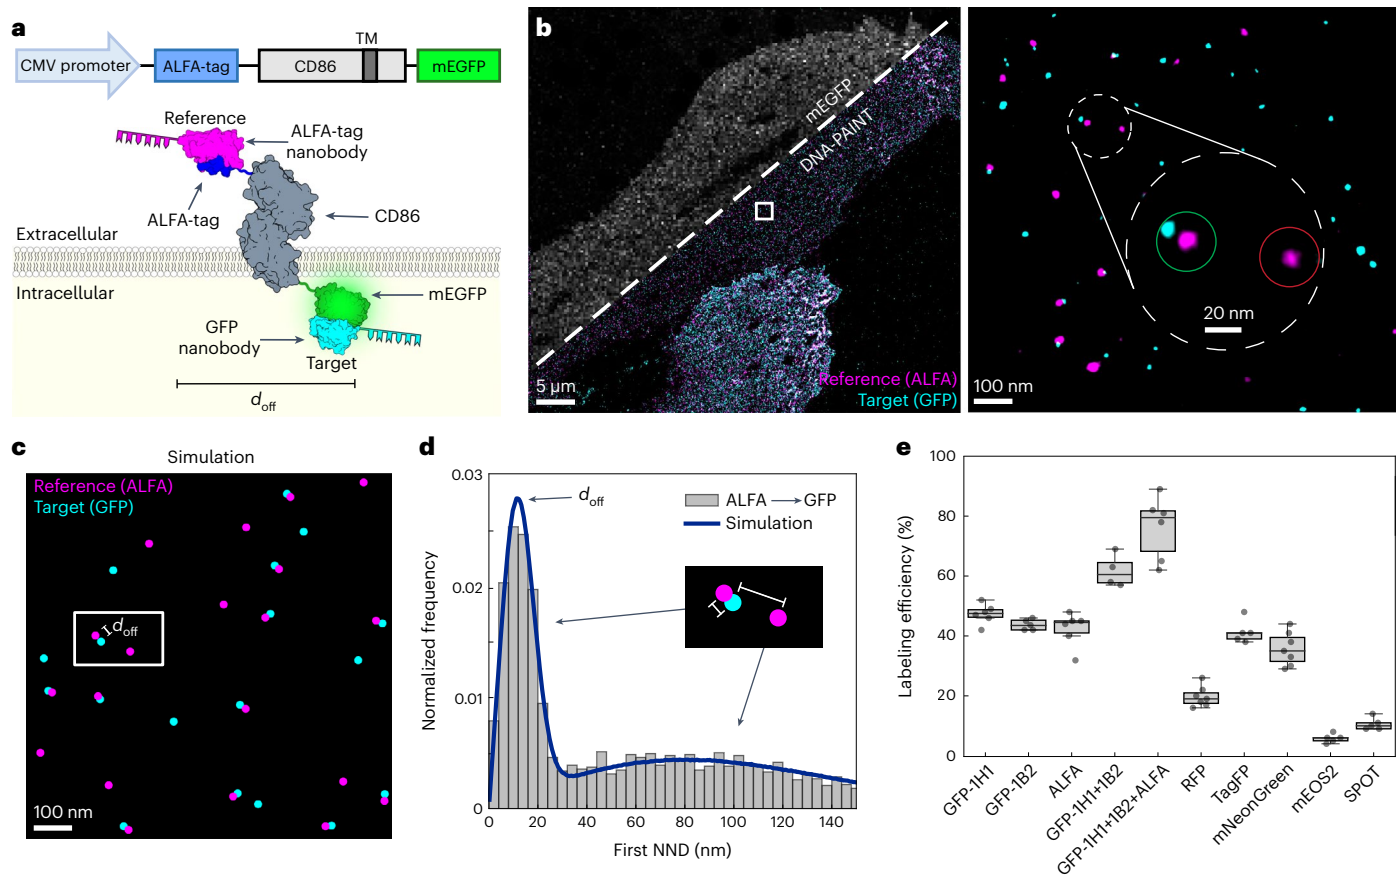 a
TM
CMV promoter
ALFA-tag
CD86
mEGFP
Reference
ALFA-tag
nanobody
ALFA-tag
CD86
Extracellular
Intracellular
mEGFP
GFP
nanobody
Target
doff
b
mEGFP
DNA-PAINT
5 µm
Reference (ALFA)
Target (GFP)
20 nm
100 nm
c
Simulation
Reference (ALFA)
Target (GFP)
doff
100 nm
d
Normalized frequency
0.03
0.02
0.01
0
doff
ALFA → GFP
Simulation
0 20 40 60 80 100 120 140
First NND (nm)
e
Labeling efficiency (%)
100
80
60
40
20
0
GFP-1H1
GFP-1B2
ALFA
GFP-1H1+1B2
GFP-1H1+1B2+ALFA
RFP
TagFP
mNeonGreen
mEOS2
SPOT